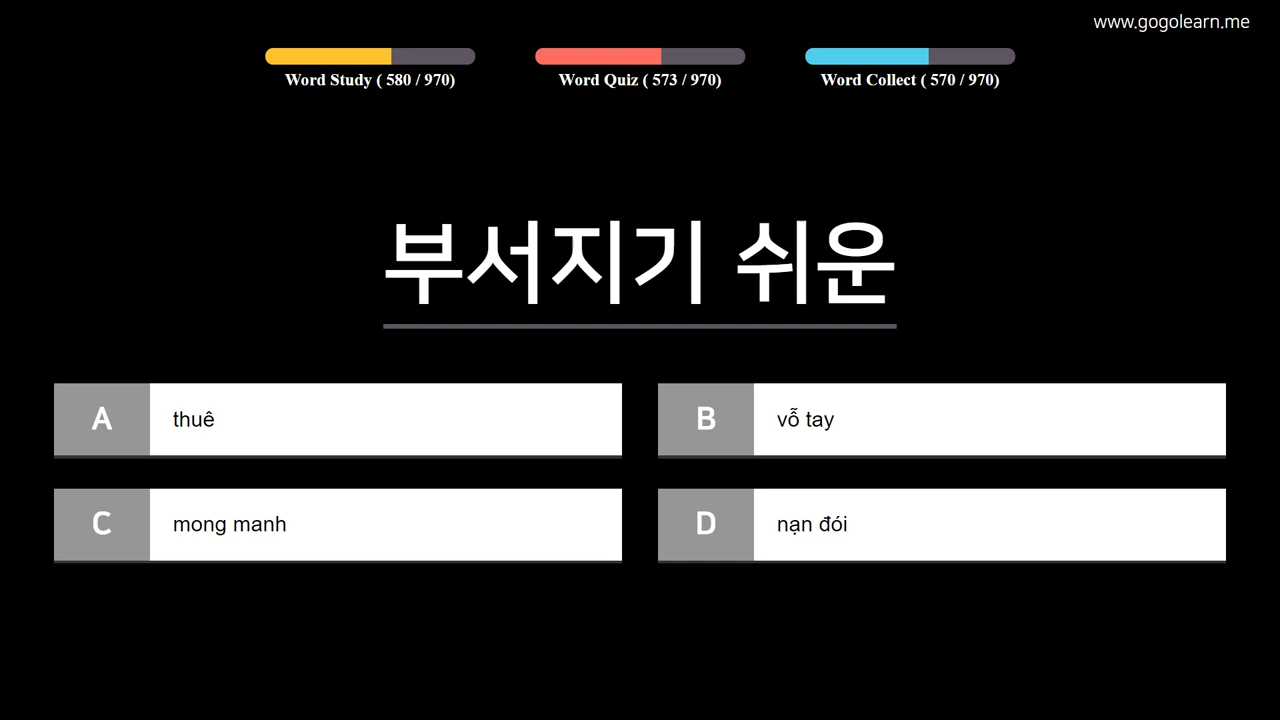 www.gogolearn.me
Word Study ( 580 / 970)
Word Quiz ( 573 / 970)
Word Collect ( 570 / 970)
부서지기 쉬운
A thuê
B vỗ tay
C mong manh
D nạn đói